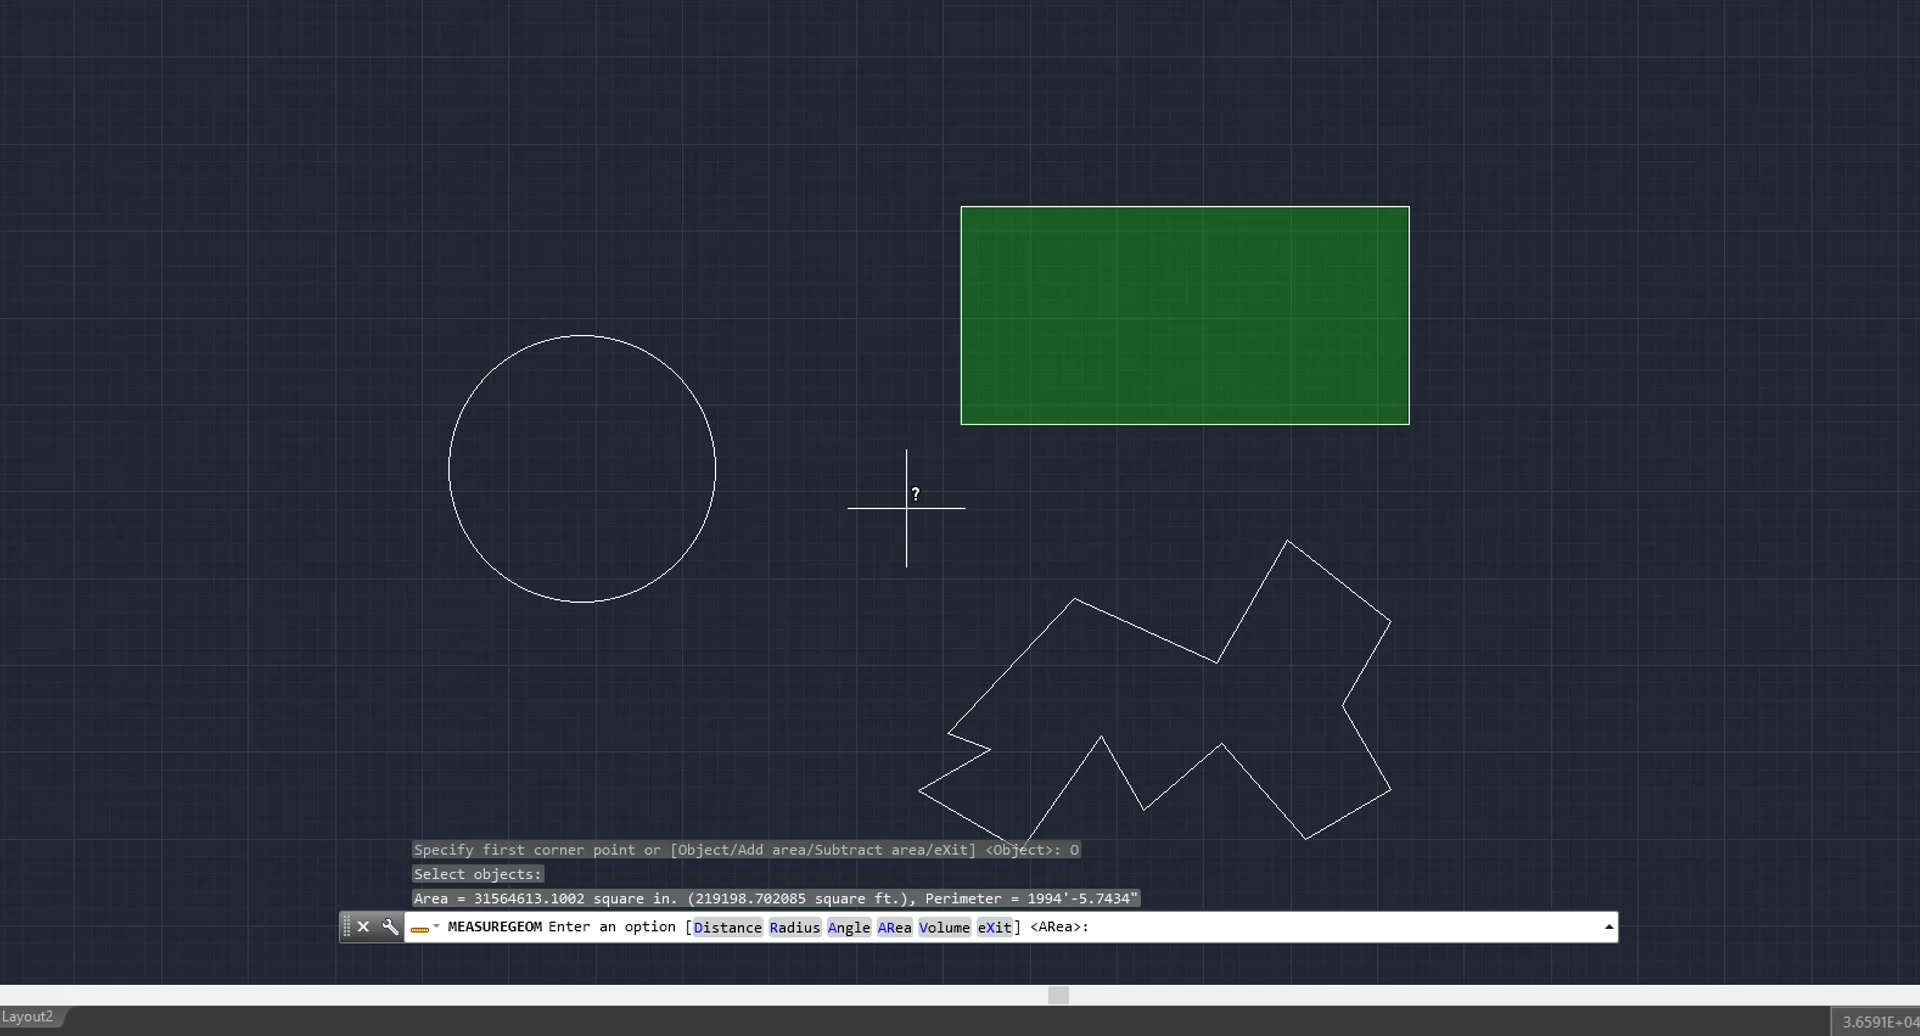 ?
Specify first corner point or [Object/Add area/Subtract area/eXit] <Object>: O
Select objects:
Area = 31564613.1002 square in. (219198.702085 square ft.), Perimeter = 1994'-5.7434"
MEASUREGEOM Enter an option [Distance Radius Angle ARea Volume eXit] <ARea>:
Layout2
3.6591E+04